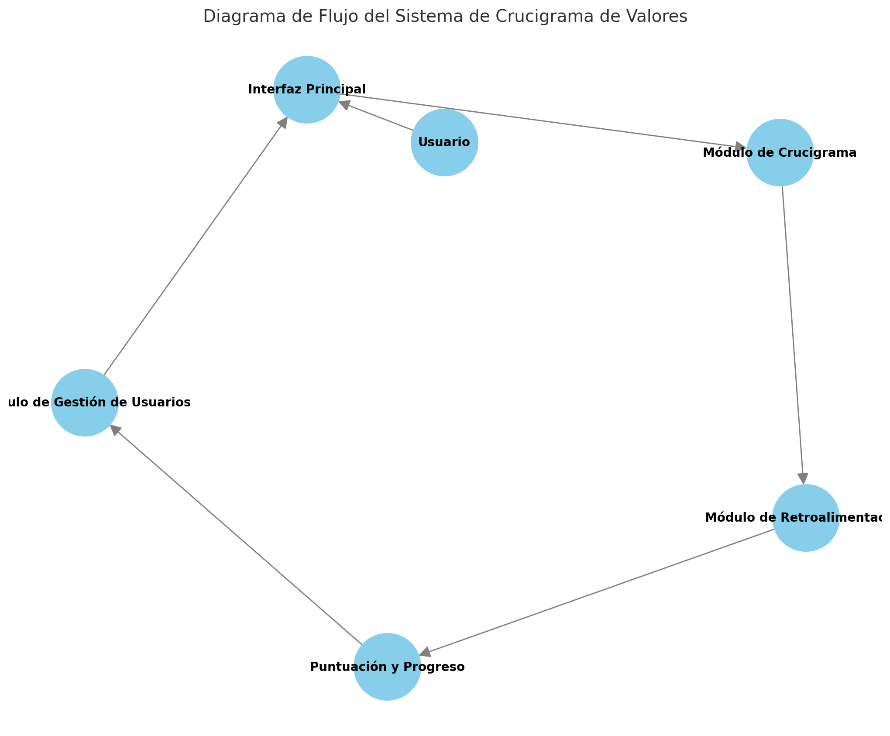 Diagrama de Flujo del Sistema de Crucigrama de Valores
Interfaz Principal
Usuario
Módulo de Crucigrama
ulo de Gestión de Usuarios
Módulo de Retroalimentac
Puntuación y Progreso